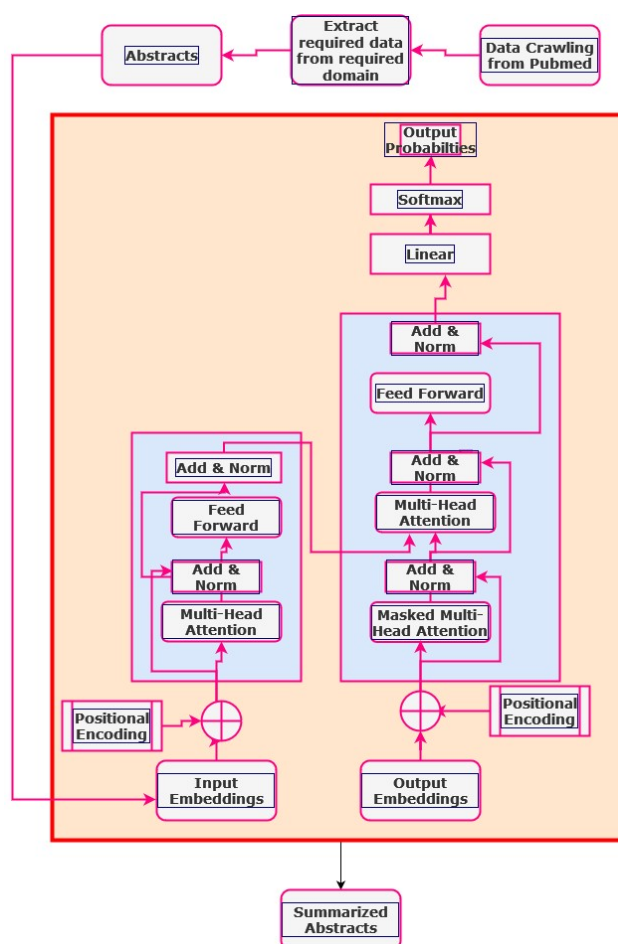 Extract
required data
from required
domain
Abstracts
Data Crawling
from Pubmed
Output
Probabilties
Softmax
Linear
Add &
Norm
Feed Forward
Add &
Norm
Multi-Head
Attention
Add &
Norm
Masked Multi-
Head Attention
Add & Norm
Feed
Forward
Add &
Norm
Multi-Head
Attention
Positional
Encoding
Positional
Encoding
Input
Embeddings
Output
Embeddings
Summarized
Abstracts